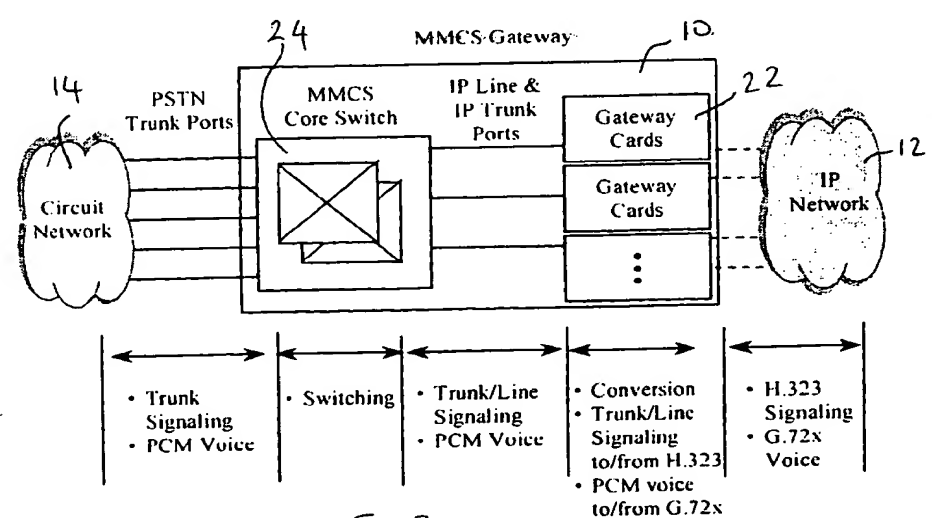 24
MMCS Gateway
10.
14
PSTN
Trunk Ports
MMCS
Core Switch
IP Line &
IP Trunk
Ports
22
Gateway
Cards
12
Circuit
Network
Gateway
Cards
IP
Network
• Trunk
Signaling
• PCM Voice
• Switching
• Trunk/Line
Signaling
• PCM Voice
• Conversion
• Trunk/Line
Signaling
to/from H.323
• PCM voice
to/from G.72x
• H.323
Signaling
• G.72x
Voice